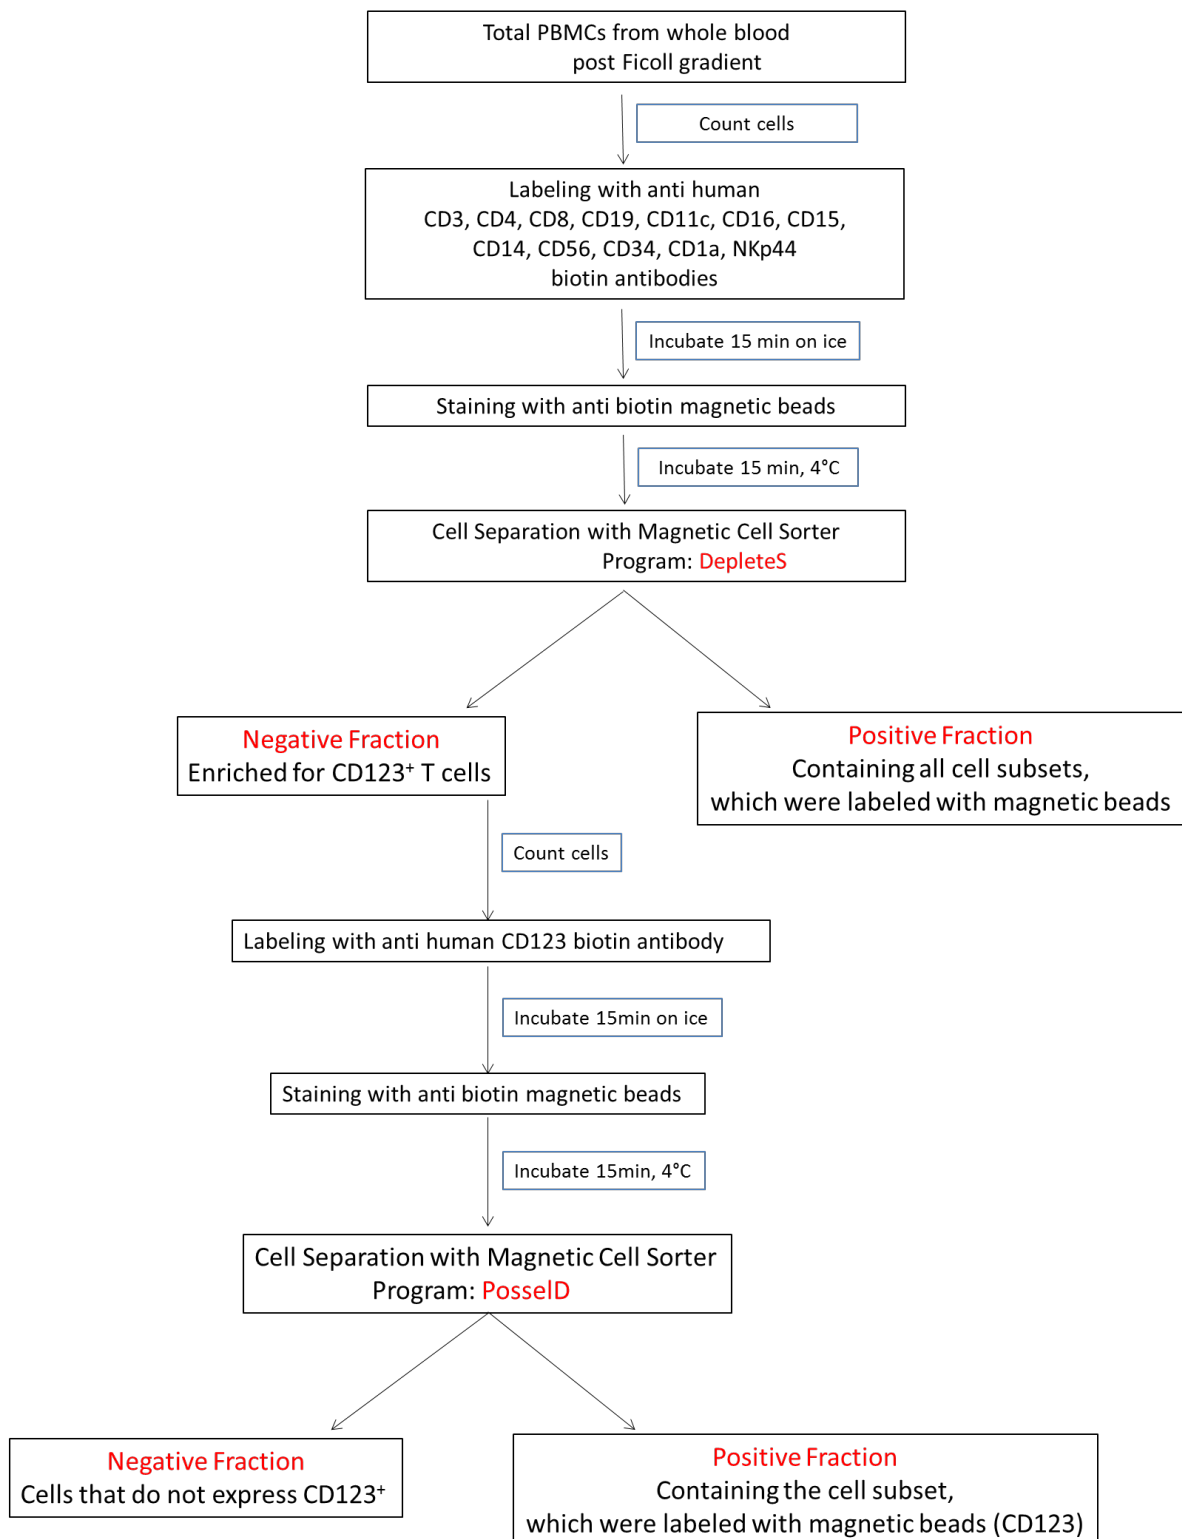 Total PBMCs from whole blood
post Ficoll gradient
Count cells
Labeling with anti human
CD3, CD4, CD8, CD19, CD11c, CD16, CD15,
CD14, CD56, CD34, CD1a, NKp44
biotin antibodies
Incubate 15 min on ice
Staining with anti biotin magnetic beads
Incubate 15 min, 4°C
Cell Separation with Magnetic Cell Sorter
Program: DepleteS
Negative Fraction
Enriched for CD123⁺ T cells
Positive Fraction
Containing all cell subsets,
which were labeled with magnetic beads
Count cells
Labeling with anti human CD123 biotin antibody
Incubate 15min on ice
Staining with anti biotin magnetic beads
Incubate 15min, 4°C
Cell Separation with Magnetic Cell Sorter
Program: PosselD
Negative Fraction
Cells that do not express CD123⁺
Positive Fraction
Containing the cell subset,
which were labeled with magnetic beads (CD123)